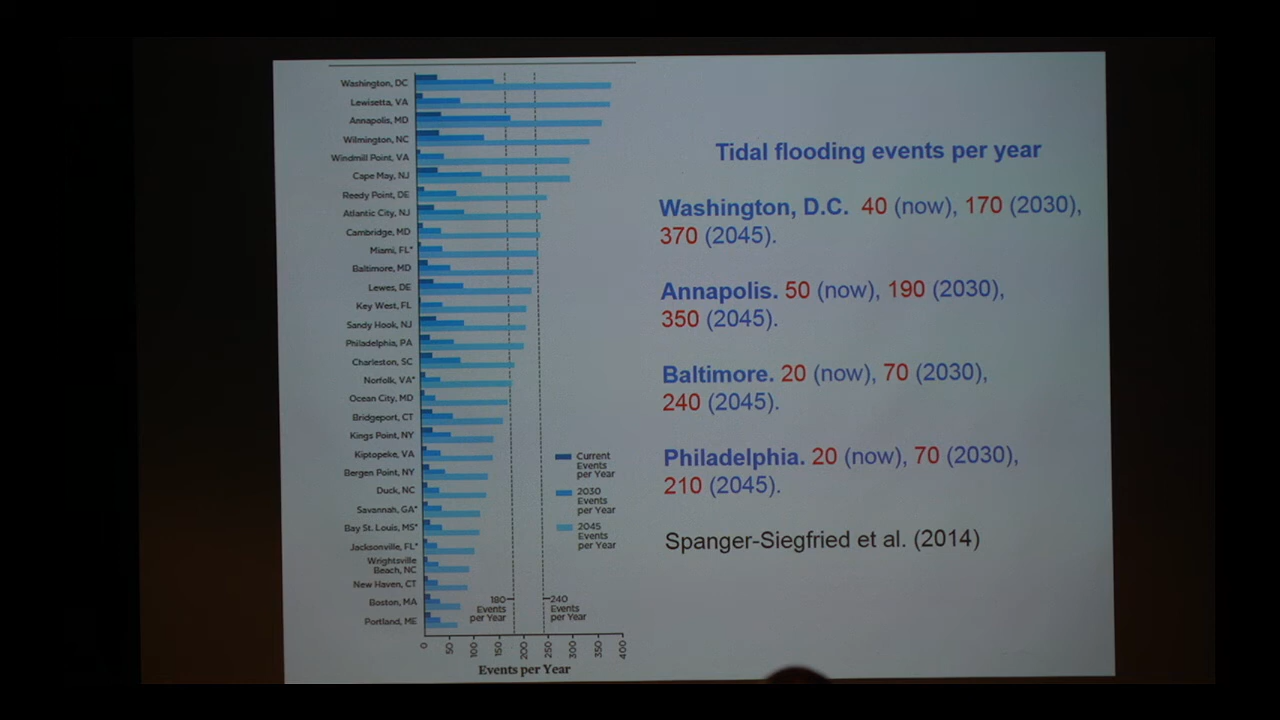 Washington, DC
Lewisetta, VA
Annapolis, MD
Wilmington, NC
Windmill Point, VA
Cape May, NJ
Reedy Point, DE
Atlantic City, NJ
Cambridge, MD
Miami, FL*
Baltimore, MD
Lewes, DE
Key West, FL
Sandy Hook, NJ
Philadelphia, PA
Charleston, SC
Norfolk, VA*
Ocean City, MD
Bridgeport, CT
Kings Point, NY
Kiptopeke, VA
Bergen Point, NY
Duck, NC
Savannah, GA*
Bay St. Louis, MS*
Jacksonville, FL*
Wrightsville
Beach, NC
New Haven, CT
Boston, MA
Portland, ME
Current
Events
per Year
2030
Events
per Year
2045
Events
per Year
180
Events
per Year
240
Events
per Year
0 50 100 150 200 250 300 350 400
Events per Year
Tidal flooding events per year
Washington, D.C. 40 (now), 170 (2030),
370 (2045).
Annapolis. 50 (now), 190 (2030),
350 (2045).
Baltimore. 20 (now), 70 (2030),
240 (2045).
Philadelphia. 20 (now), 70 (2030),
210 (2045).
Spanger-Siegfried et al. (2014)